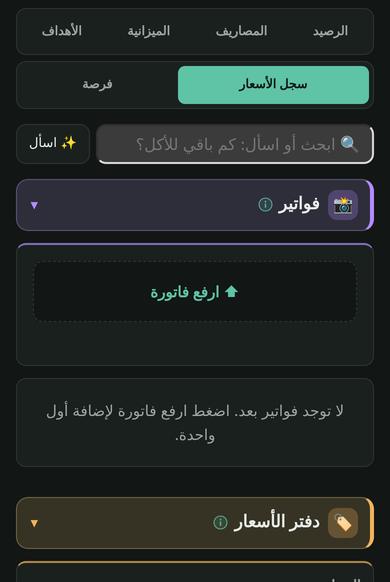 الرصيد المصاريف الميزانية الأهداف
سجل الأسعار فرصة
🔍 ابحث أو اسأل: كم باقي للأكل؟ ✨ اسأل
فواتير
ارفع فاتورة
لا توجد فواتير بعد. اضغط ارفع فاتورة لإضافة أول
واحدة.
دفتر الأسعار